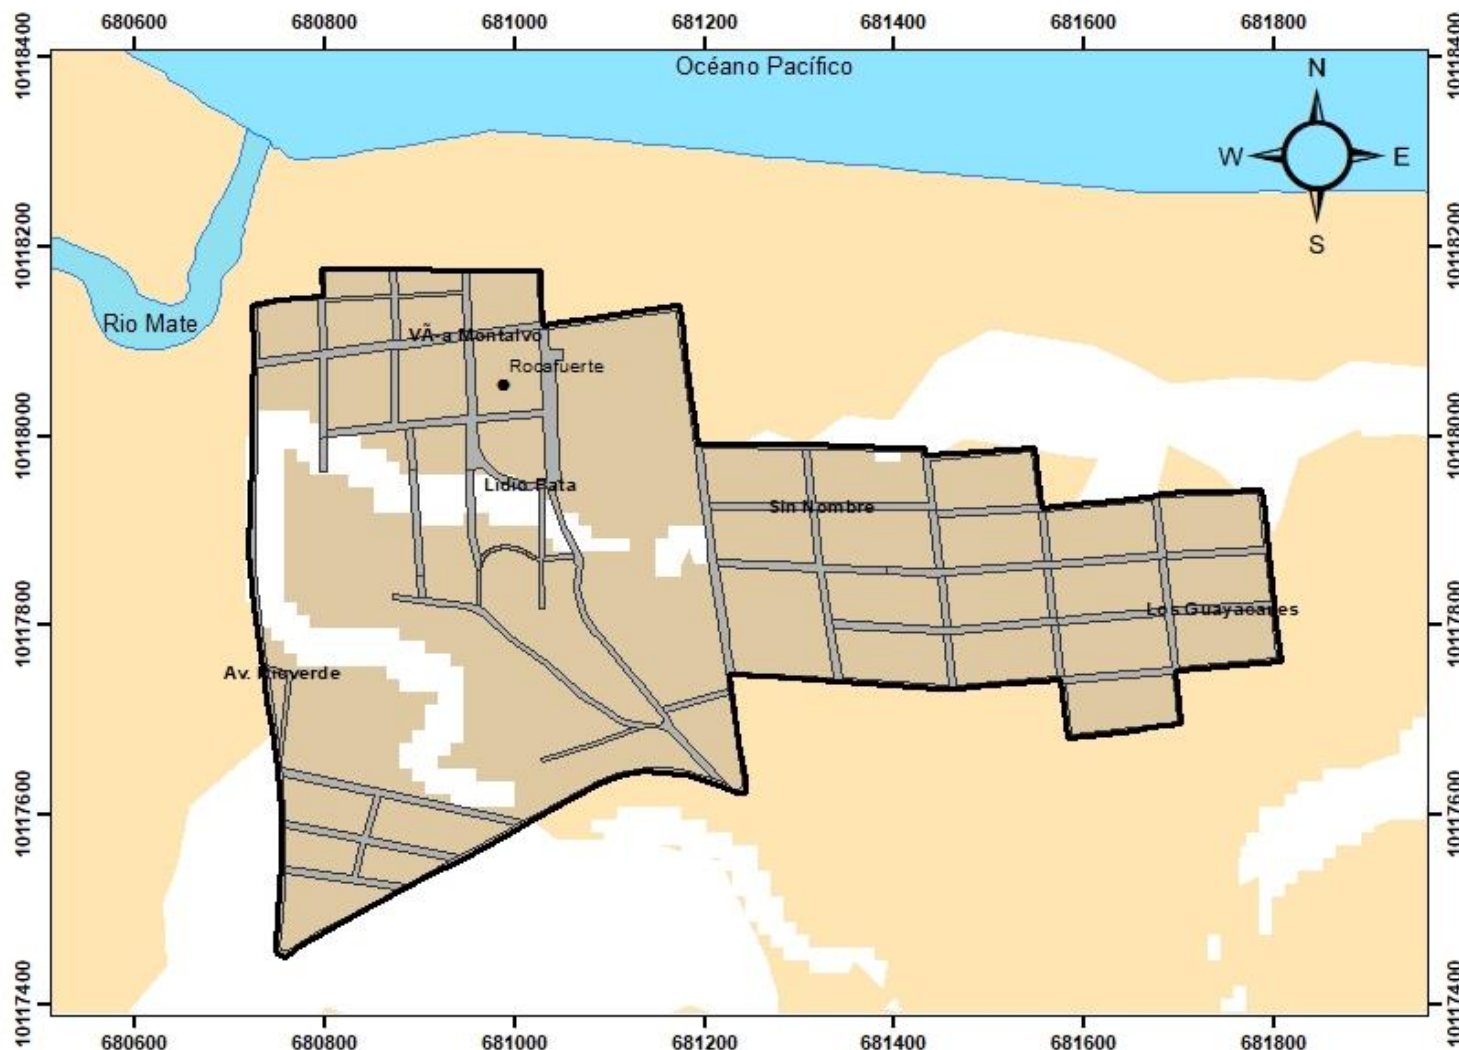 680600 680800 681000 681200 681400 681600 681800
10118400 10118400
Océano Pacífico
N
W E
S
10118200 10118200
Rio Mate
VÃ-a Montalvo
Rocafuerte
10118000 10118000
Lidio Pata
Sin Nombre
10117800 10117800
Los Guayacanes
Av. Rioverde
10117600 10117600
10117400 10117400
680600 680800 681000 681200 681400 681600 681800